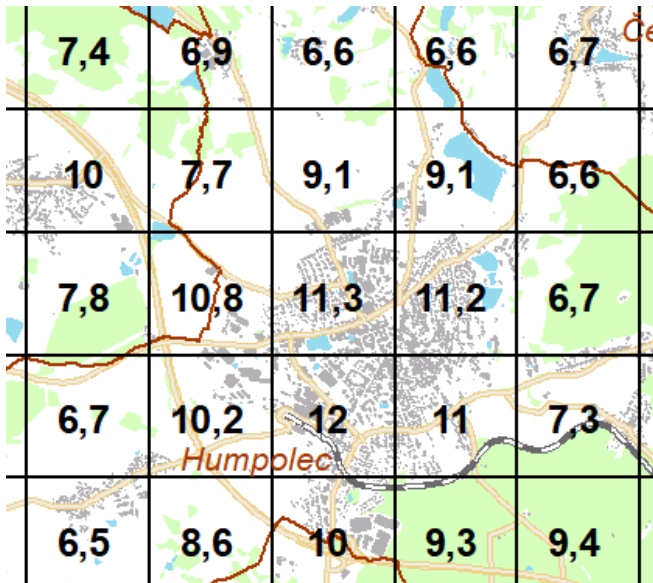 7,4 6,9 6,6 6,6 6,7 Če
10 7,7 9,1 9,1 6,6
7,8 10,8 11,3 11,2 6,7
6,7 10,2 12 11 7,3
Humpolec
6,5 8,6 10 9,3 9,4